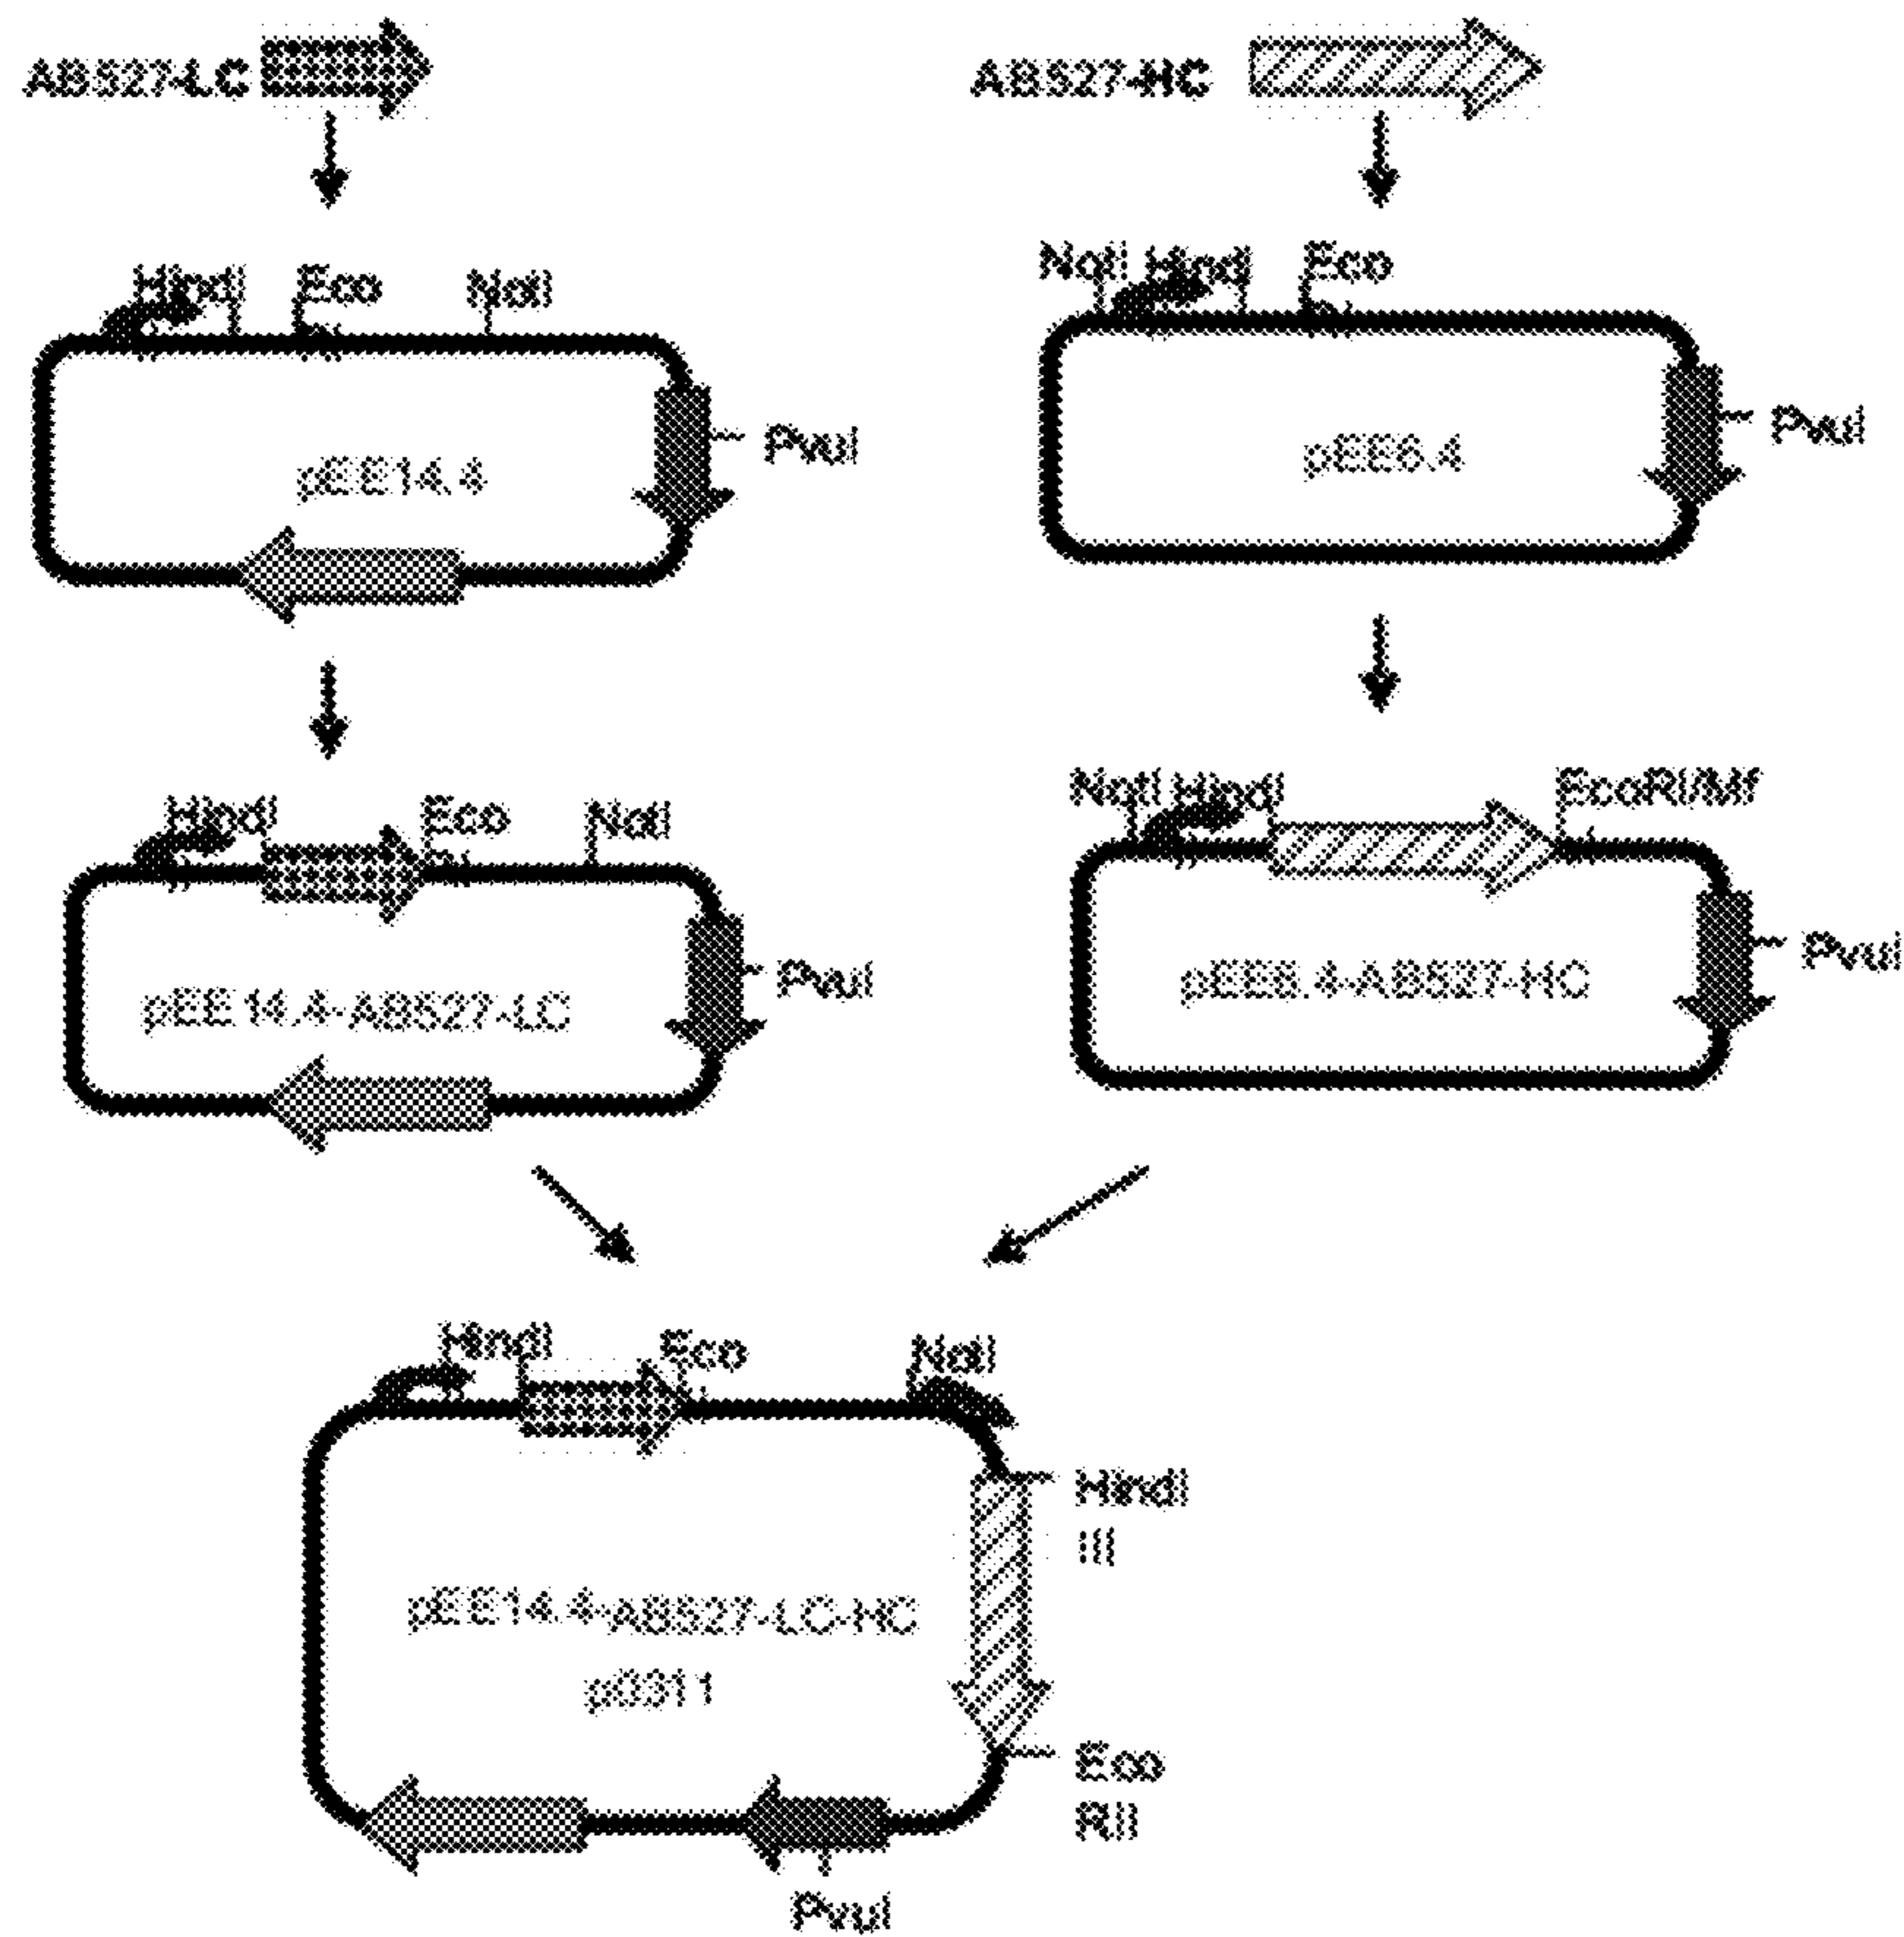 AB527-LC
AB527-HC
HindI
Eco
NotI
NotI
HindI
Eco
PvuI
PvuI
pEE14.4
pEE6.4
HindI
Eco
NotI
NotI
HindI
EcoRI/Mf
PvuI
PvuI
pEE14.4-AB527-LC
pEE6.4-AB527-HC
HindI
Eco
NotI
HindI
III
pEE14.4-AB527-LC-HC
p0311
Eco
RII
PvuI